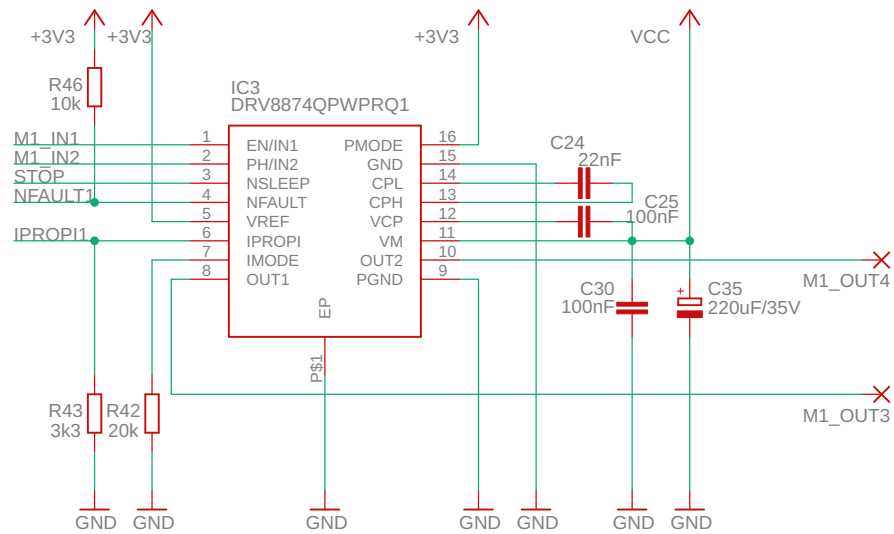 +3V3
+3V3
+3V3
VCC
R46
10k
IC3
DRV8874QPWPRQ1
M1_IN1
M1_IN2
STOP
NFAULT1
IPROPI1
1
2
3
4
5
6
7
8
EN/IN1
PH/IN2
NSLEEP
NFAULT
VREF
IPROPI
IMODE
OUT1
PMODE
GND
CPL
CPH
VCP
VM
OUT2
PGND
16
15
14
13
12
11
10
9
EP
P$1
C24
22nF
C25
100nF
C30
100nF
+
C35
220uF/35V
M1_OUT4
M1_OUT3
R43
3k3
R42
20k
GND
GND
GND
GND
GND
GND
GND